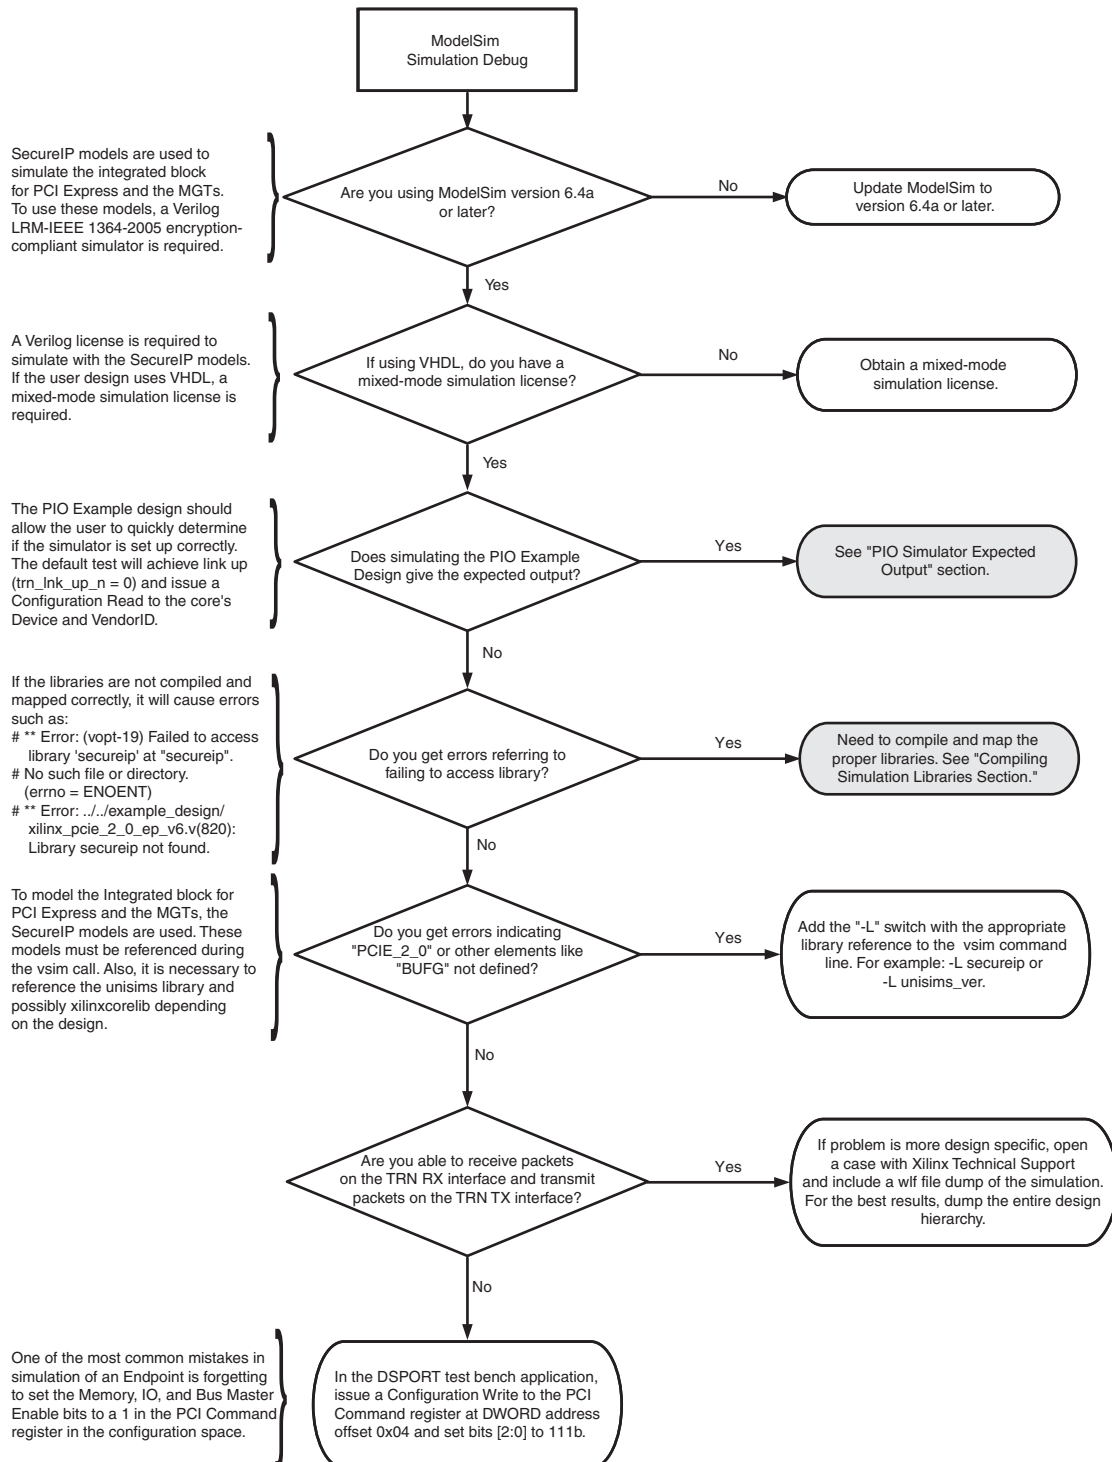 ModelSim
Simulation Debug
SecureIP models are used to
simulate the integrated block
for PCI Express and the MGTs.
To use these models, a Verilog
LRM-IEEE 1364-2005 encryption-
compliant simulator is required.
Are you using ModelSim version 6.4a
or later?
No
Update ModelSim to
version 6.4a or later.
Yes
A Verilog license is required to
simulate with the SecureIP models.
If the user design uses VHDL, a
mixed-mode simulation license is
required.
If using VHDL, do you have a
mixed-mode simulation license?
No
Obtain a mixed-mode
simulation license.
Yes
The PIO Example design should
allow the user to quickly determine
if the simulator is set up correctly.
The default test will achieve link up
(trn_lnk_up_n = 0) and issue a
Configuration Read to the core's
Device and VendorID.
Does simulating the PIO Example
Design give the expected output?
Yes
See "PIO Simulator Expected
Output" section.
No
If the libraries are not compiled and
mapped correctly, it will cause errors
such as:
# ** Error: (vopt-19) Failed to access
library 'secureip' at "secureip".
# No such file or directory.
(errno = ENOENT)
# ** Error: ../../example_design/
xilinx_pcie_2_0_ep_v6.v(820):
Library secureip not found.
Do you get errors referring to
failing to access library?
Yes
Need to compile and map the
proper libraries. See "Compiling
Simulation Libraries Section."
No
To model the Integrated block for
PCI Express and the MGTs, the
SecureIP models are used. These
models must be referenced during
the vsim call. Also, it is necessary to
reference the unisims library and
possibly xilinxcorelib depending
on the design.
Do you get errors indicating
"PCIE_2_0" or other elements like
"BUFG" not defined?
Yes
Add the "-L" switch with the appropriate
library reference to the vsim command
line. For example: -L secureip or
-L unisims_ver.
No
Are you able to receive packets
on the TRN RX interface and transmit
packets on the TRN TX interface?
Yes
If problem is more design specific, open
a case with Xilinx Technical Support
and include a wlf file dump of the simulation.
For the best results, dump the entire design
hierarchy.
No
One of the most common mistakes in
simulation of an Endpoint is forgetting
to set the Memory, IO, and Bus Master
Enable bits to a 1 in the PCI Command
register in the configuration space.
In the DSPORT test bench application,
issue a Configuration Write to the PCI
Command register at DWORD address
offset 0x04 and set bits [2:0] to 111b.